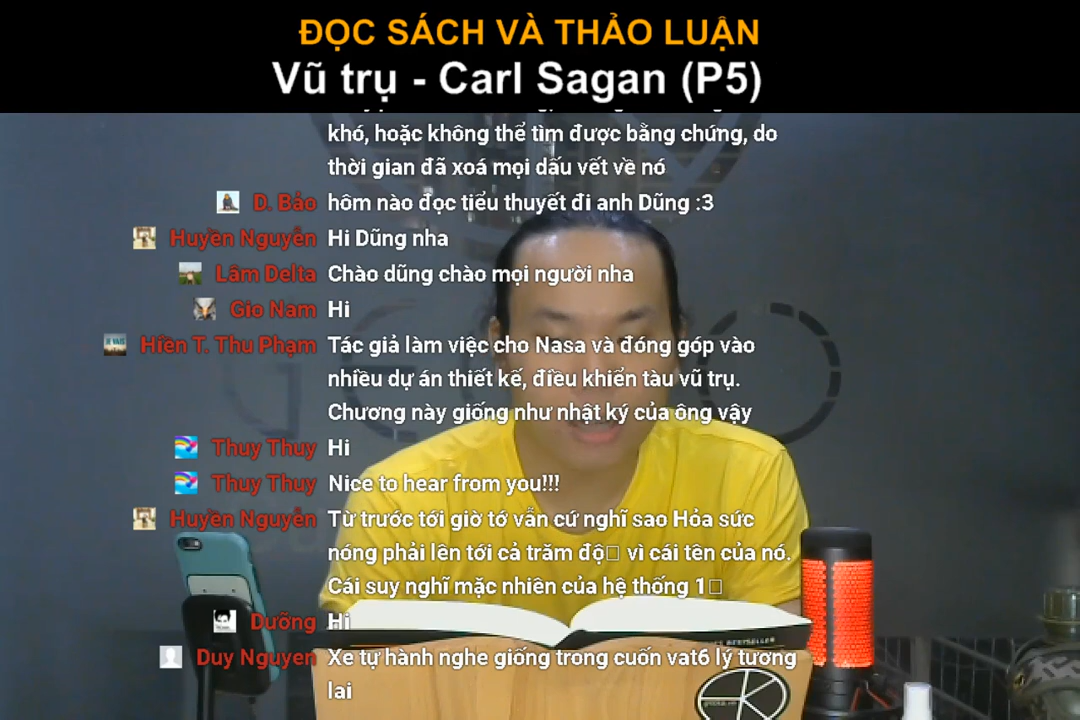 ĐỌC SÁCH VÀ THẢO LUẬN
Vũ trụ - Carl Sagan (P5)
khó, hoặc không thể tìm được bằng chứng, do
thời gian đã xoá mọi dấu vết về nó
D. Bảo hôm nào đọc tiểu thuyết đi anh Dũng :3
Huyền Nguyễn Hi Dũng nha
Lâm Delta Chào dũng chào mọi người nha
Gio Nam Hi
Hiền T. Thu Phạm Tác giả làm việc cho Nasa và đóng góp vào
nhiều dự án thiết kế, điều khiển tàu vũ trụ.
Chương này giống như nhật ký của ông vậy
Thuy Thuy Hi
Thuy Thuy Nice to hear from you!!!
Huyền Nguyễn Từ trước tới giờ tớ vẫn cứ nghĩ sao Hỏa sức
nóng phải lên tới cả trăm độ vì cái tên của nó.
Cái suy nghĩ mặc nhiên của hệ thống 1
Dưỡng Hi
Duy Nguyen Xe tự hành nghe giống trong cuốn vat6 lý tương
lai
BESTSELLER